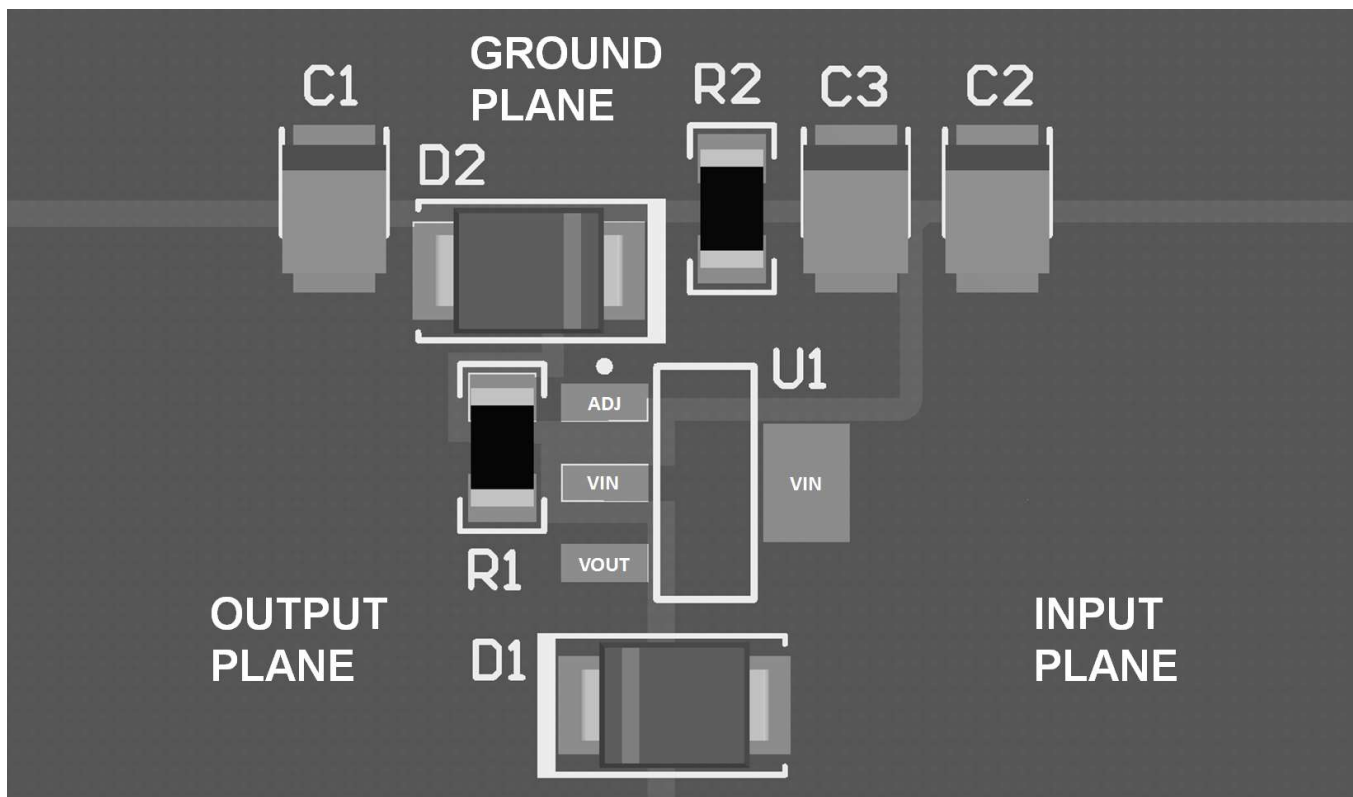 GROUND
PLANE
C1
R2
C3
C2
D2
U1
ADJ
VIN
VIN
VOUT
R1
OUTPUT
PLANE
D1
INPUT
PLANE